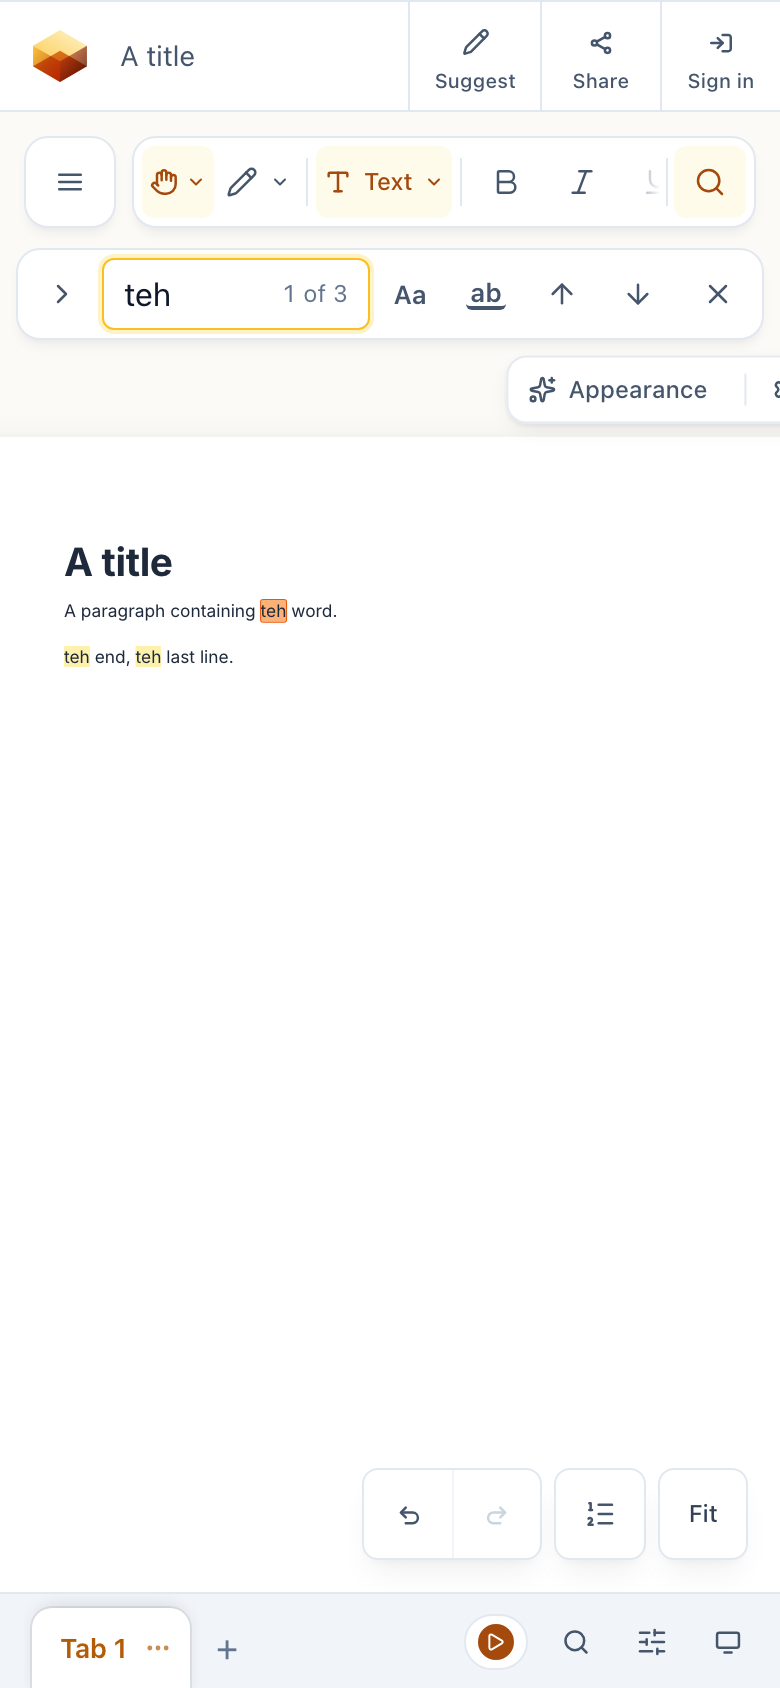 A title
Suggest
Share
Sign in
Text
B
I
U
teh
1 of 3
Aa
ab
Appearance
A title
A paragraph containing teh word.
teh end, teh last line.
Fit
Tab 1